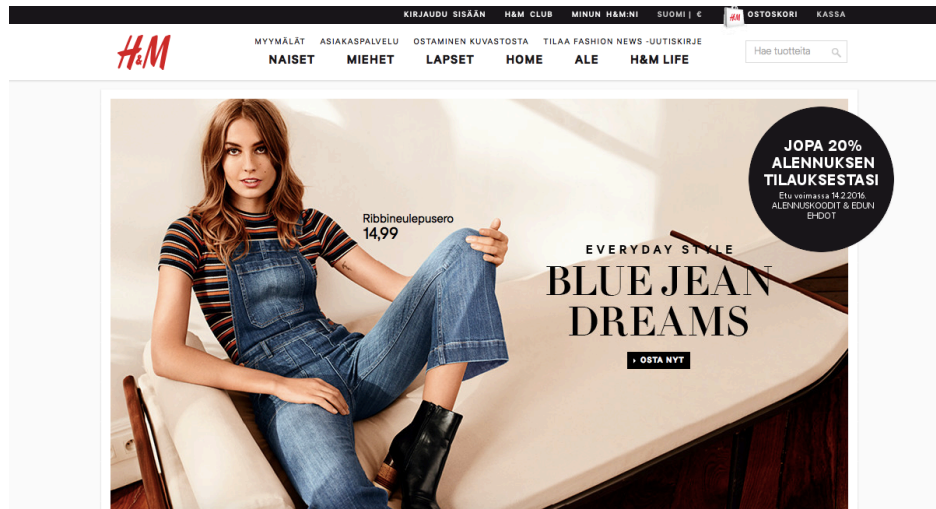 KIRJAUDU SISÄÄN H&M CLUB MINUN H&M:NI SUOMI | € H&M OSTOSKORI KASSA
H&M
MYYMÄLÄT ASIAKASPALVELU OSTAMINEN KUVASTOSTA TILAA FASHION NEWS -UUTISKIRJE
NAISET MIEHET LAPSET HOME ALE H&M LIFE
Hae tuotteita
JOPA 20%
ALENNUKSEN
TILAUKSESTASI
Etu voimassa 14.2.2016.
ALENNUSKOODIT & EDUN
EHDOT
Ribbineulepusero
14,99
EVERYDAY STYLE
BLUE JEAN
DREAMS
OSTA NYT